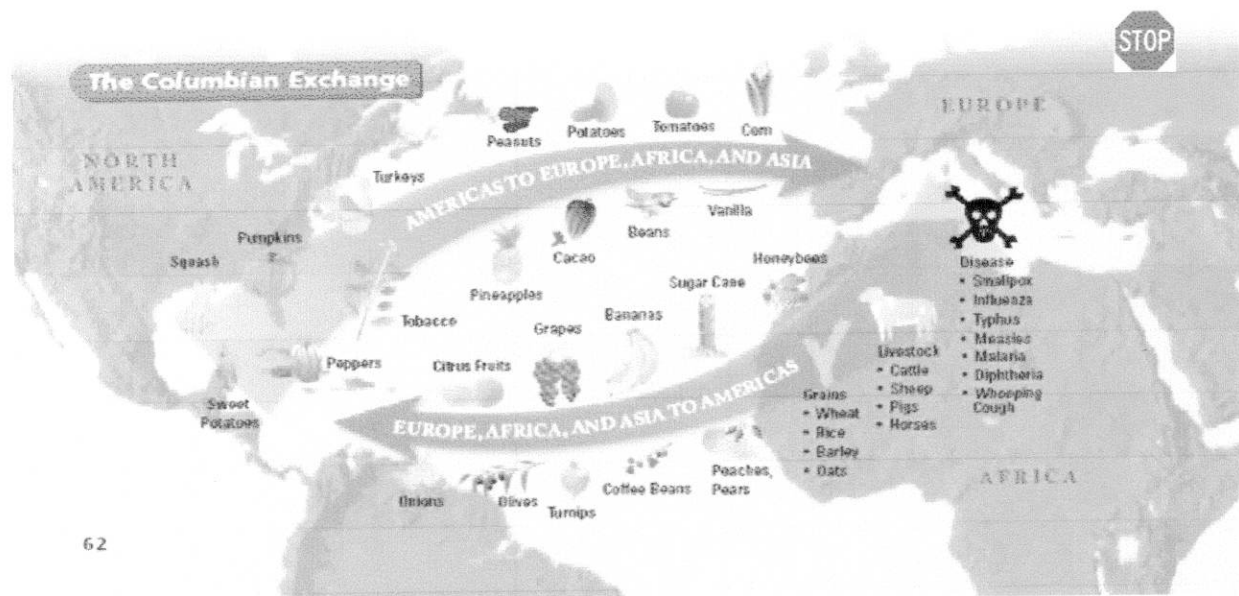 STOP
The Columbian Exchange
EUROPE
NORTH
AMERICA
Peanuts
Potatoes
Tomatoes
Corn
Turkeys
AMERICAS TO EUROPE, AFRICA, AND ASIA
Pumpkins
Squash
Cacao
Beans
Vanilla
Pineapples
Tobacco
Sugar Cane
Honeybees
Peppers
Citrus Fruits
Grapes
Bananas
Sweet
Potatoes
EUROPE, AFRICA, AND ASIA TO AMERICAS
Onions
Olives
Turnips
Coffee Beans
Peaches,
Pears
Grains
• Wheat
• Rice
• Barley
• Oats
Livestock
• Cattle
• Sheep
• Pigs
• Horses
Disease
• Smallpox
• Influenza
• Typhus
• Measles
• Malaria
• Diphtheria
• Whooping
Cough
AFRICA
62